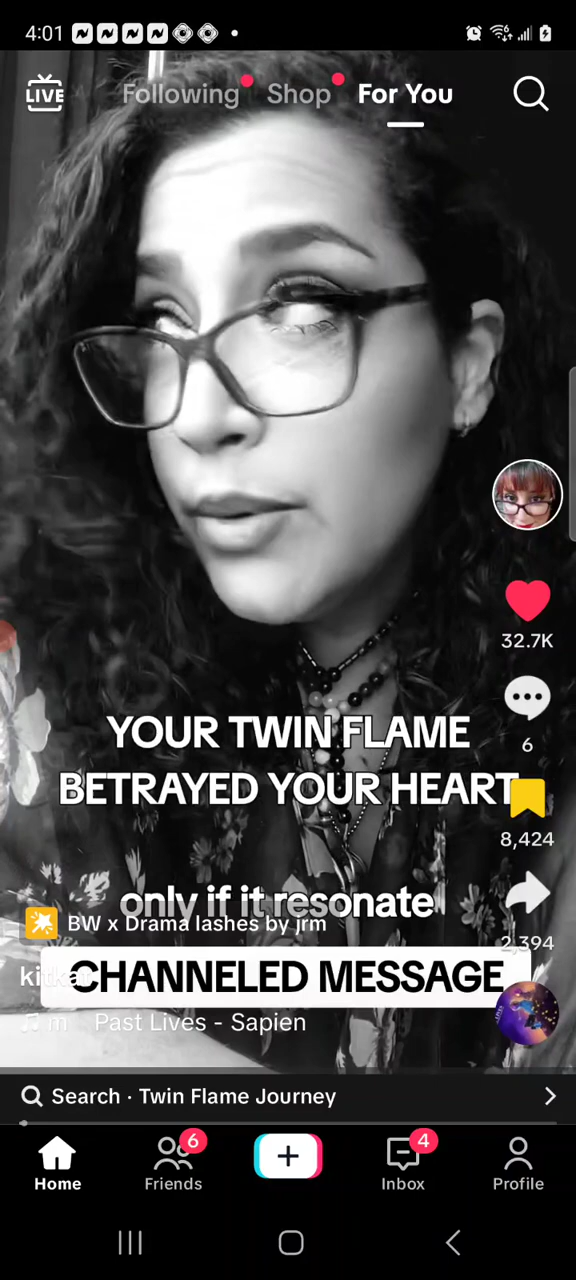 4:01
LIVE
Following Shop For You
32.7K
6
YOUR TWIN FLAME
BETRAYED YOUR HEART
8,424
only if it resonate
BW x Drama lashes by jrm
2,394
CHANNELED MESSAGE
Past Lives - Sapien
Search · Twin Flame Journey
6
4
Home Friends Inbox Profile